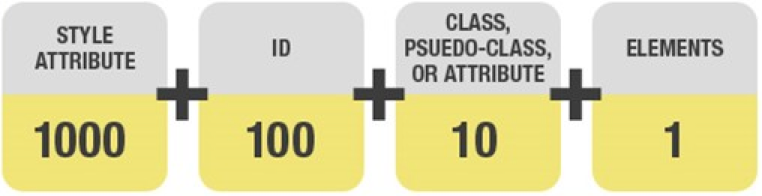 STYLE
ATTRIBUTE
1000
+
ID
100
+
CLASS,
PSUEDO-CLASS,
OR ATTRIBUTE
10
+
ELEMENTS
1